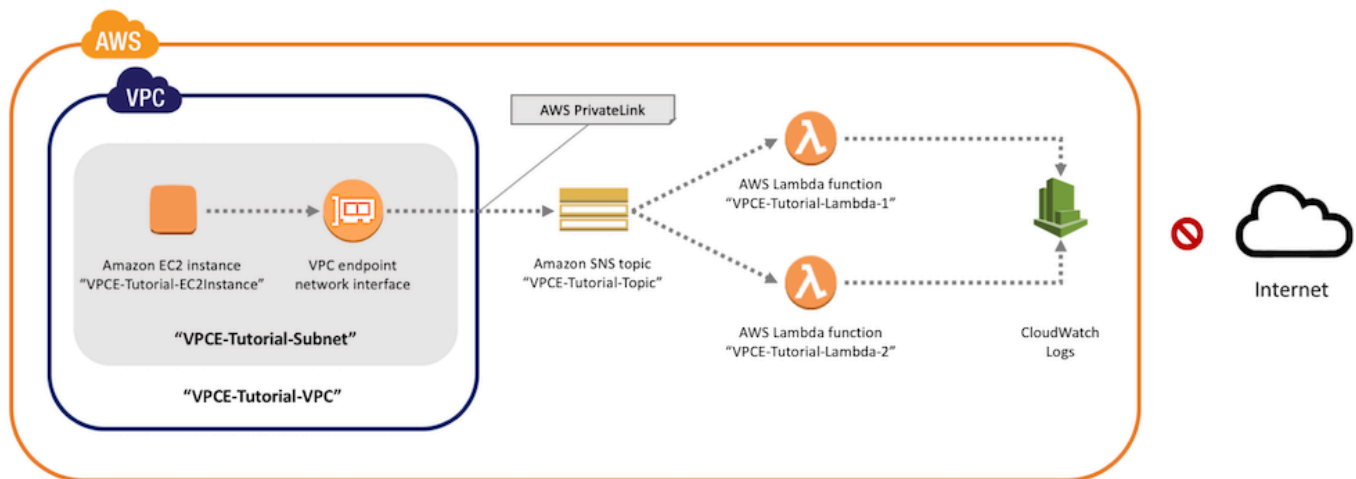 AWS
VPC
AWS PrivateLink
Amazon EC2 instance
“VPCE-Tutorial-EC2Instance”
VPC endpoint
network interface
“VPCE-Tutorial-Subnet”
“VPCE-Tutorial-VPC”
Amazon SNS topic
“VPCE-Tutorial-Topic”
AWS Lambda function
“VPCE-Tutorial-Lambda-1”
AWS Lambda function
“VPCE-Tutorial-Lambda-2”
CloudWatch
Logs
Internet